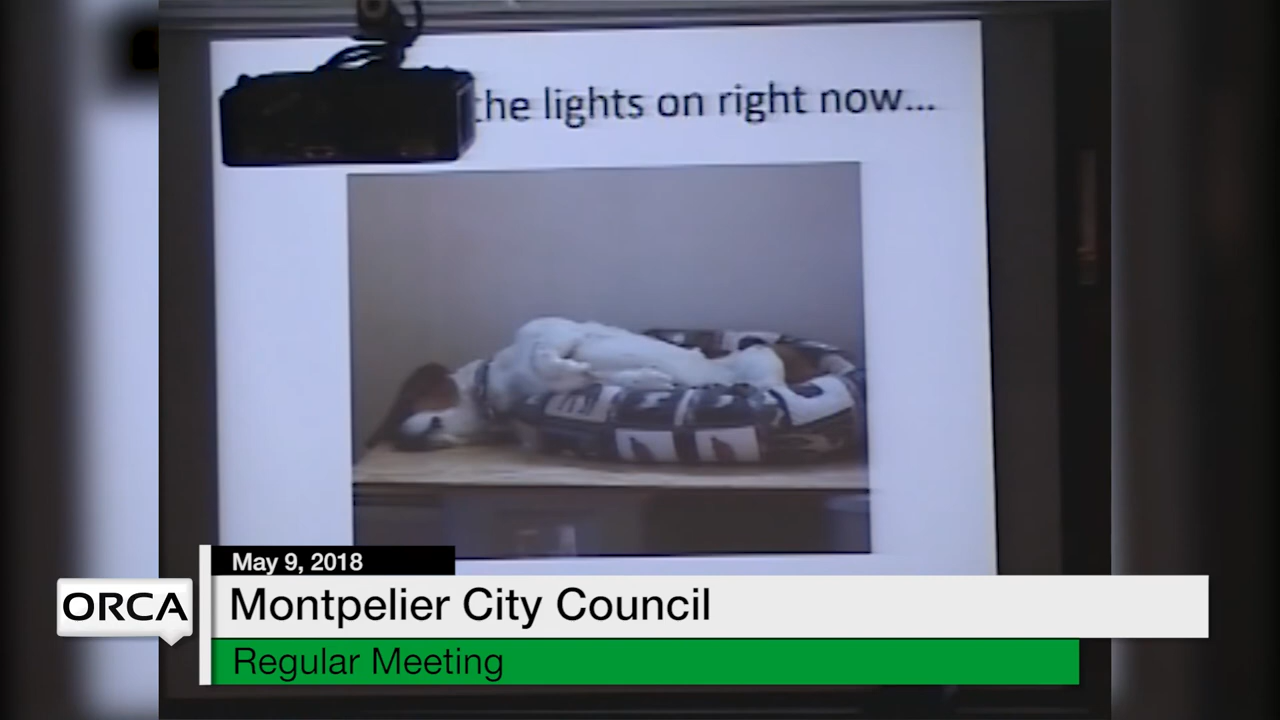 the lights on right now...
May 9, 2018
ORCA
Montpelier City Council
Regular Meeting